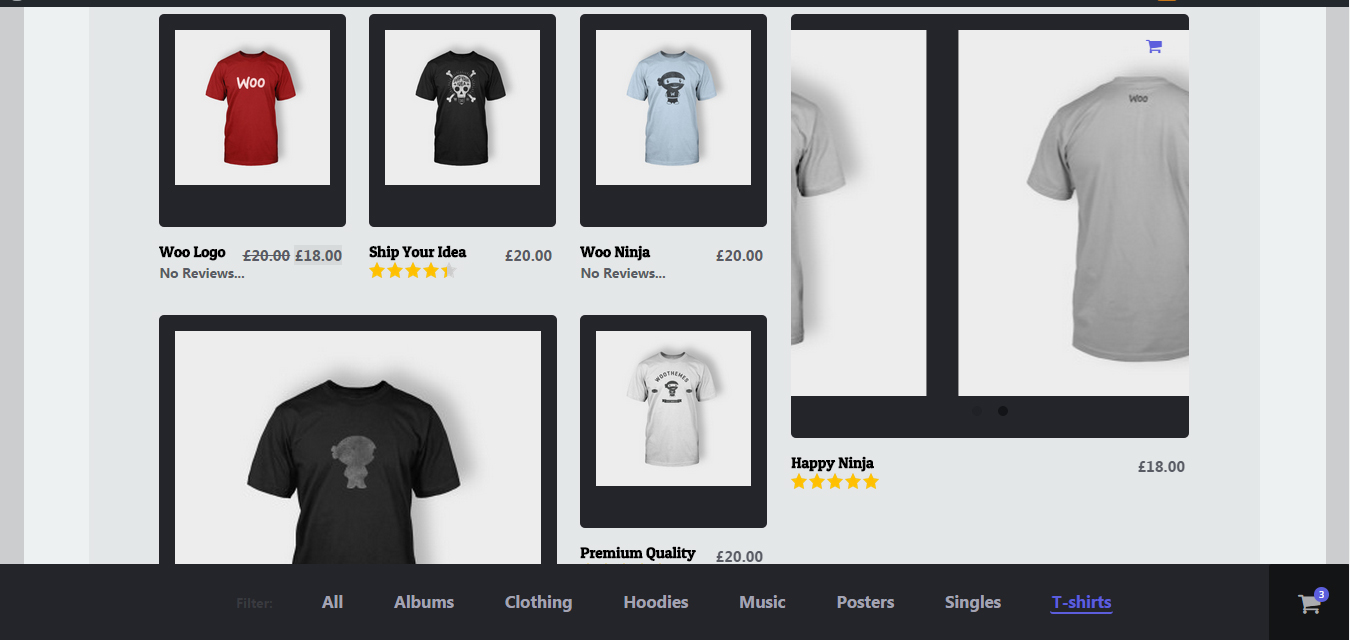 Woo
Woo
Woo Logo £20.00 £18.00
No Reviews...
Ship Your Idea £20.00
Woo Ninja £20.00
No Reviews...
WOOTHEMES
Happy Ninja £18.00
Premium Quality £20.00
Filter: All Albums Clothing Hoodies Music Posters Singles T-shirts 3